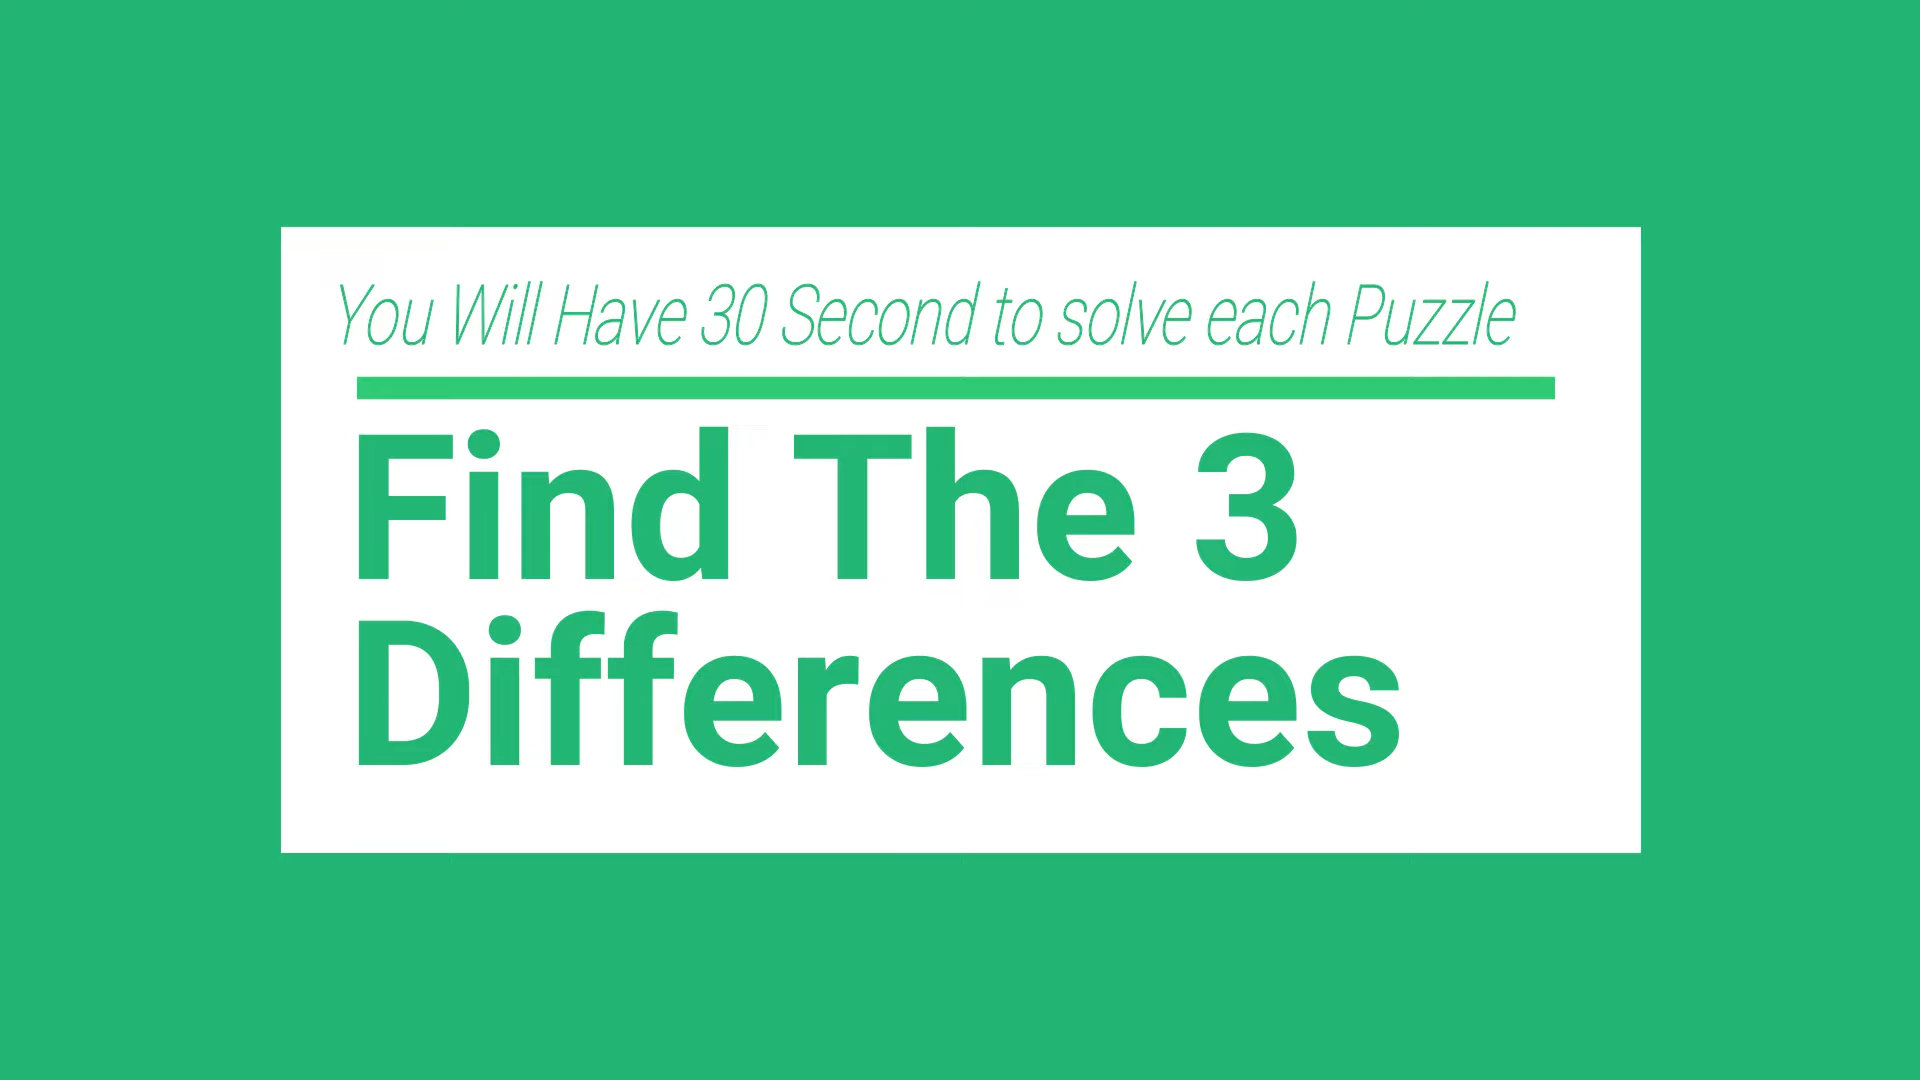 You Will Have 30 Second to solve each Puzzle
Find The 3
Differences